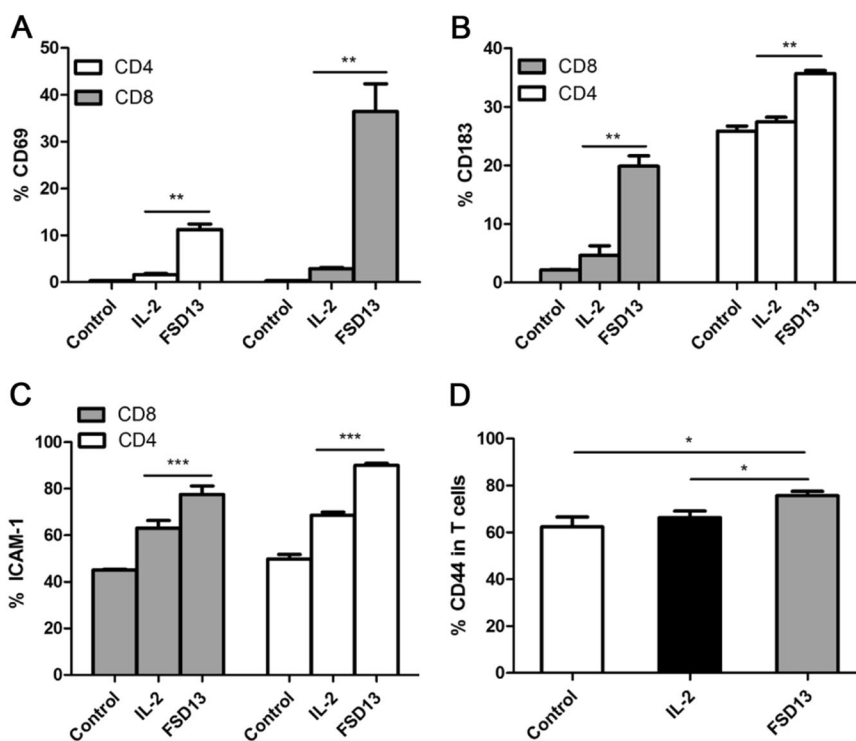 A
% CD69
50
40
30
20
10
0
CD4
CD8
**
**
Control
IL-2
FSD13
Control
IL-2
FSD13
B
% CD183
40
30
20
10
0
CD8
CD4
**
**
Control
IL-2
FSD13
Control
IL-2
FSD13
C
% ICAM-1
100
80
60
40
20
0
CD8
CD4
***
***
Control
IL-2
FSD13
Control
IL-2
FSD13
D
% CD44 in T cells
100
80
60
40
20
0
*
*
Control
IL-2
FSD13